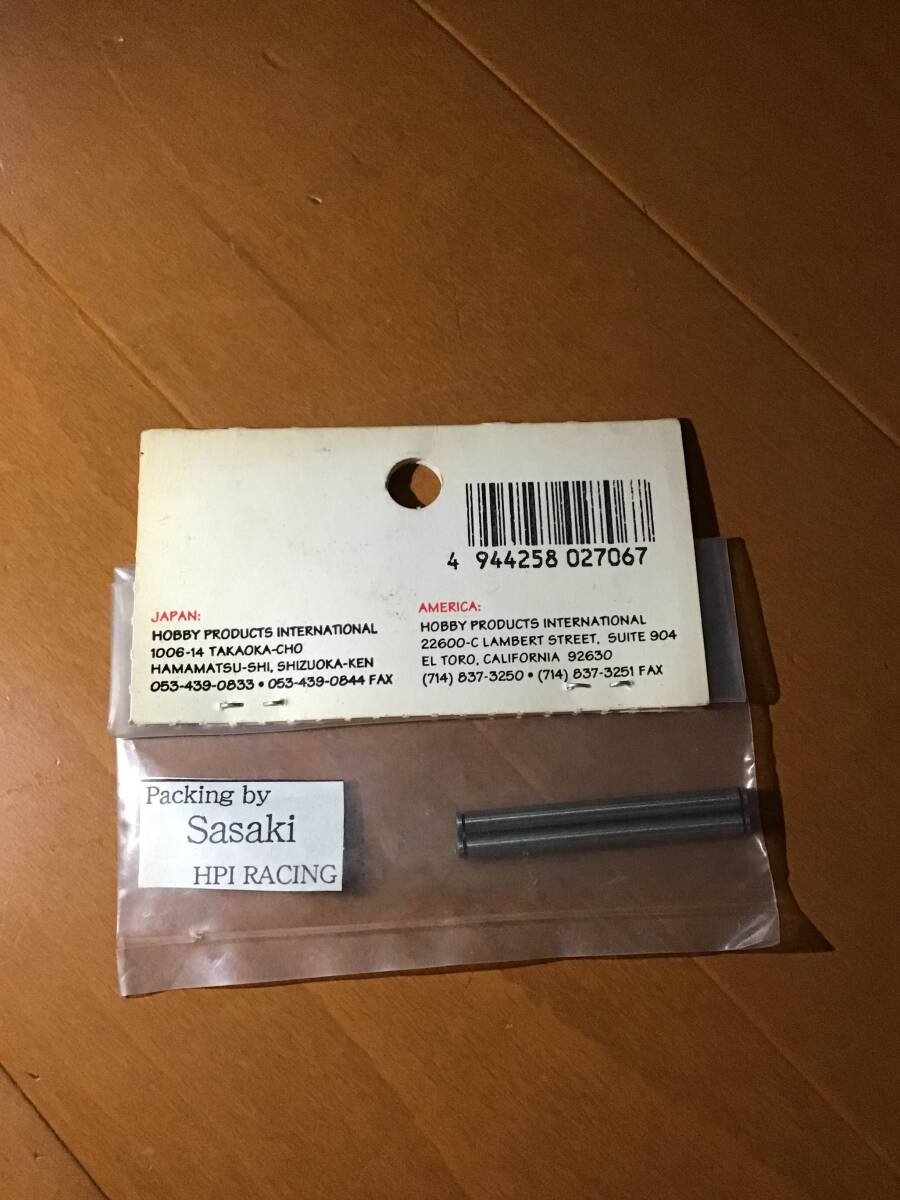 4 944258 027067
JAPAN:
HOBBY PRODUCTS INTERNATIONAL
1006-14 TAKAOKA-CHO
HAMAMATSU-SHI, SHIZUOKA-KEN
053-439-0833 • 053-439-0844 FAX
AMERICA:
HOBBY PRODUCTS INTERNATIONAL
22600-C LAMBERT STREET, SUITE 904
EL TORO, CALIFORNIA 92630
(714) 837-3250 • (714) 837-3251 FAX
Packing by
Sasaki
HPI RACING